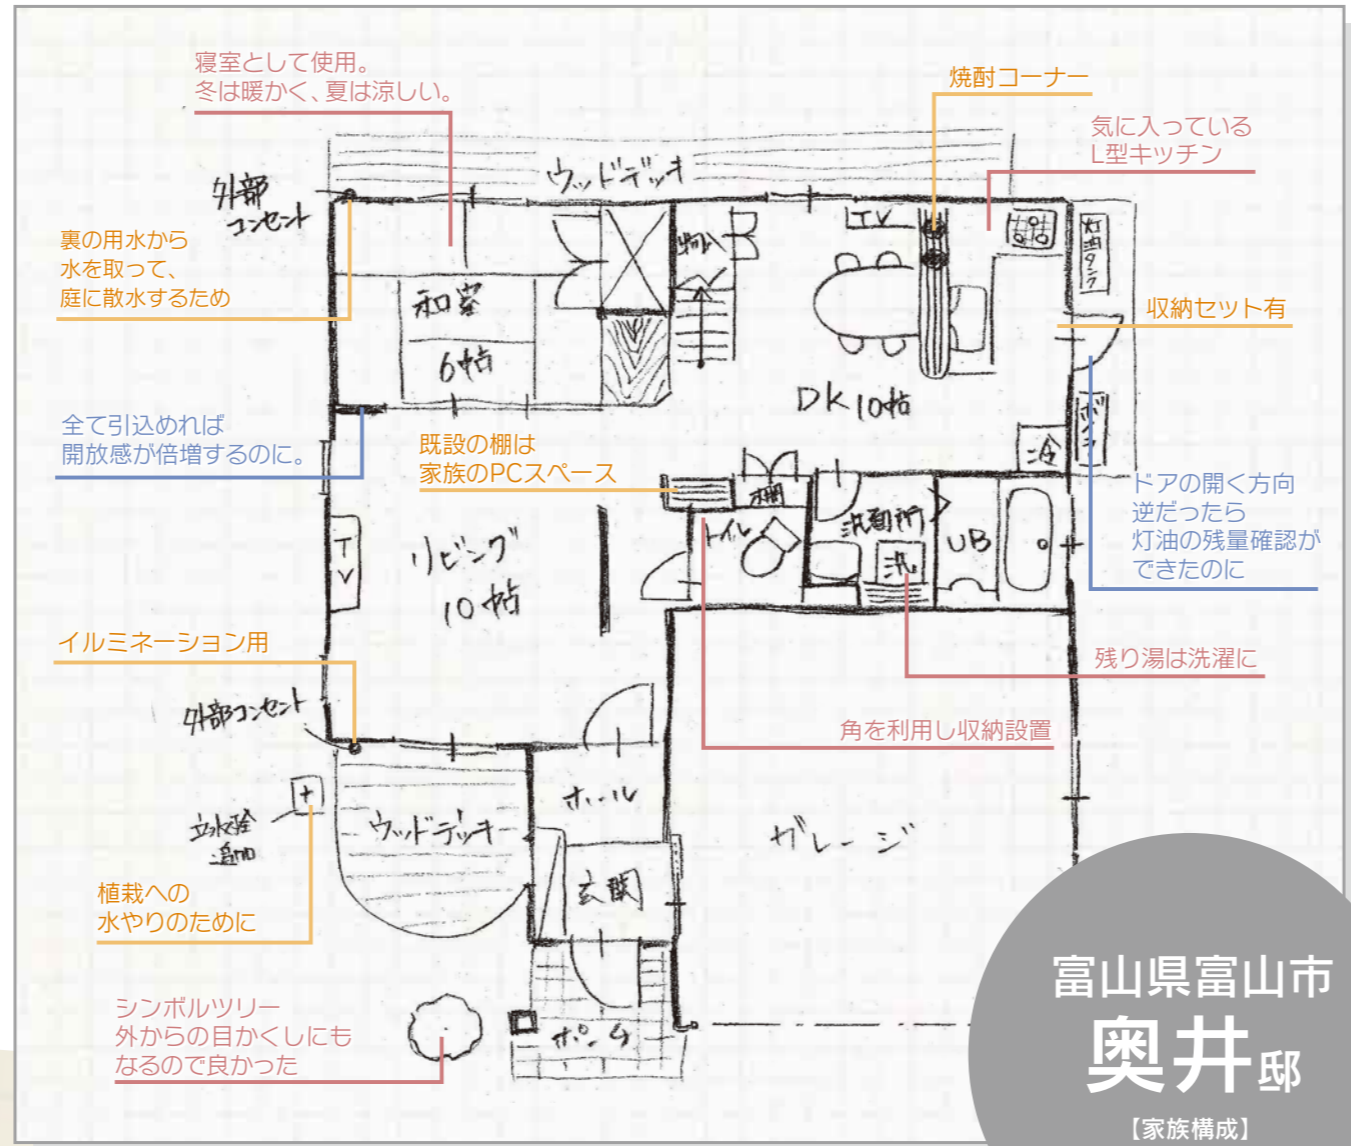 寝室として使用。
冬は暖かく、夏は涼しい。
焼酎コーナー
気に入っている
L型キッチン
ウッドデッキ
外部
コンセント
裏の用水から
水を取って、
庭に散水するため
TV
物入
灯油タンク
収納セット有
和室
6帖
DK10帖
ボイラ
冷
全て引込めれば
開放感が倍増するのに。
既設の棚は
家族のPCスペース
棚
トイレ
洗面所
洗
UB
ドアの開く方向
逆だったら
灯油の残量確認が
できたのに
TV
リビング
10帖
イルミネーション用
残り湯は洗濯に
外部コンセント
角を利用し収納設置
ホール
立水栓
追加
ウッドデッキ
ガレージ
植栽への
水やりのために
玄関
シンボルツリー
外からの目かくしにも
なるので良かった
ポーチ
富山県富山市
奥井邸
【家族構成】